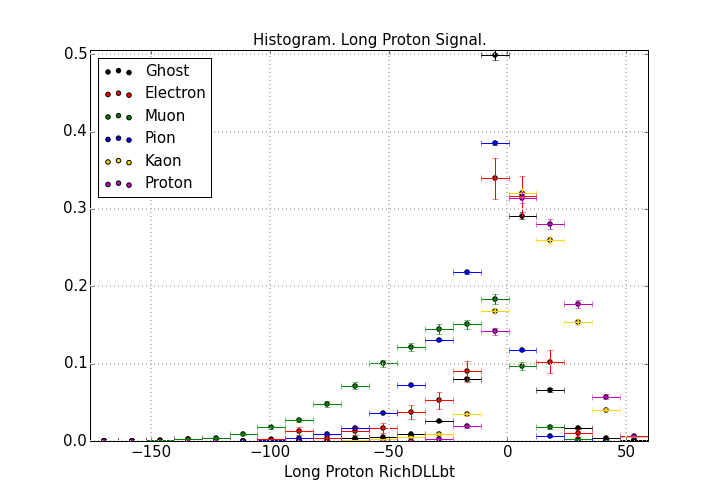 Histogram. Long Proton Signal.
0.5
0.4
0.3
0.2
0.1
0.0
Ghost
Electron
Muon
Pion
Kaon
Proton
−150
−100
−50
0
50
Long Proton RichDLLbt